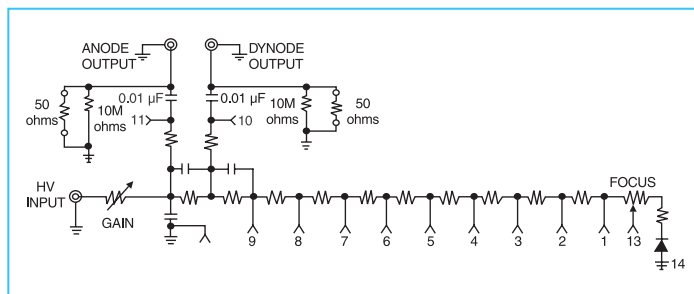 ANODE OUTPUT
DYNODE OUTPUT
50 ohms
10M ohms
0.01 µF
0.01 µF
10M ohms
50 ohms
11
10
HV INPUT
GAIN
FOCUS
9
8
7
6
5
4
3
2
1
13
14